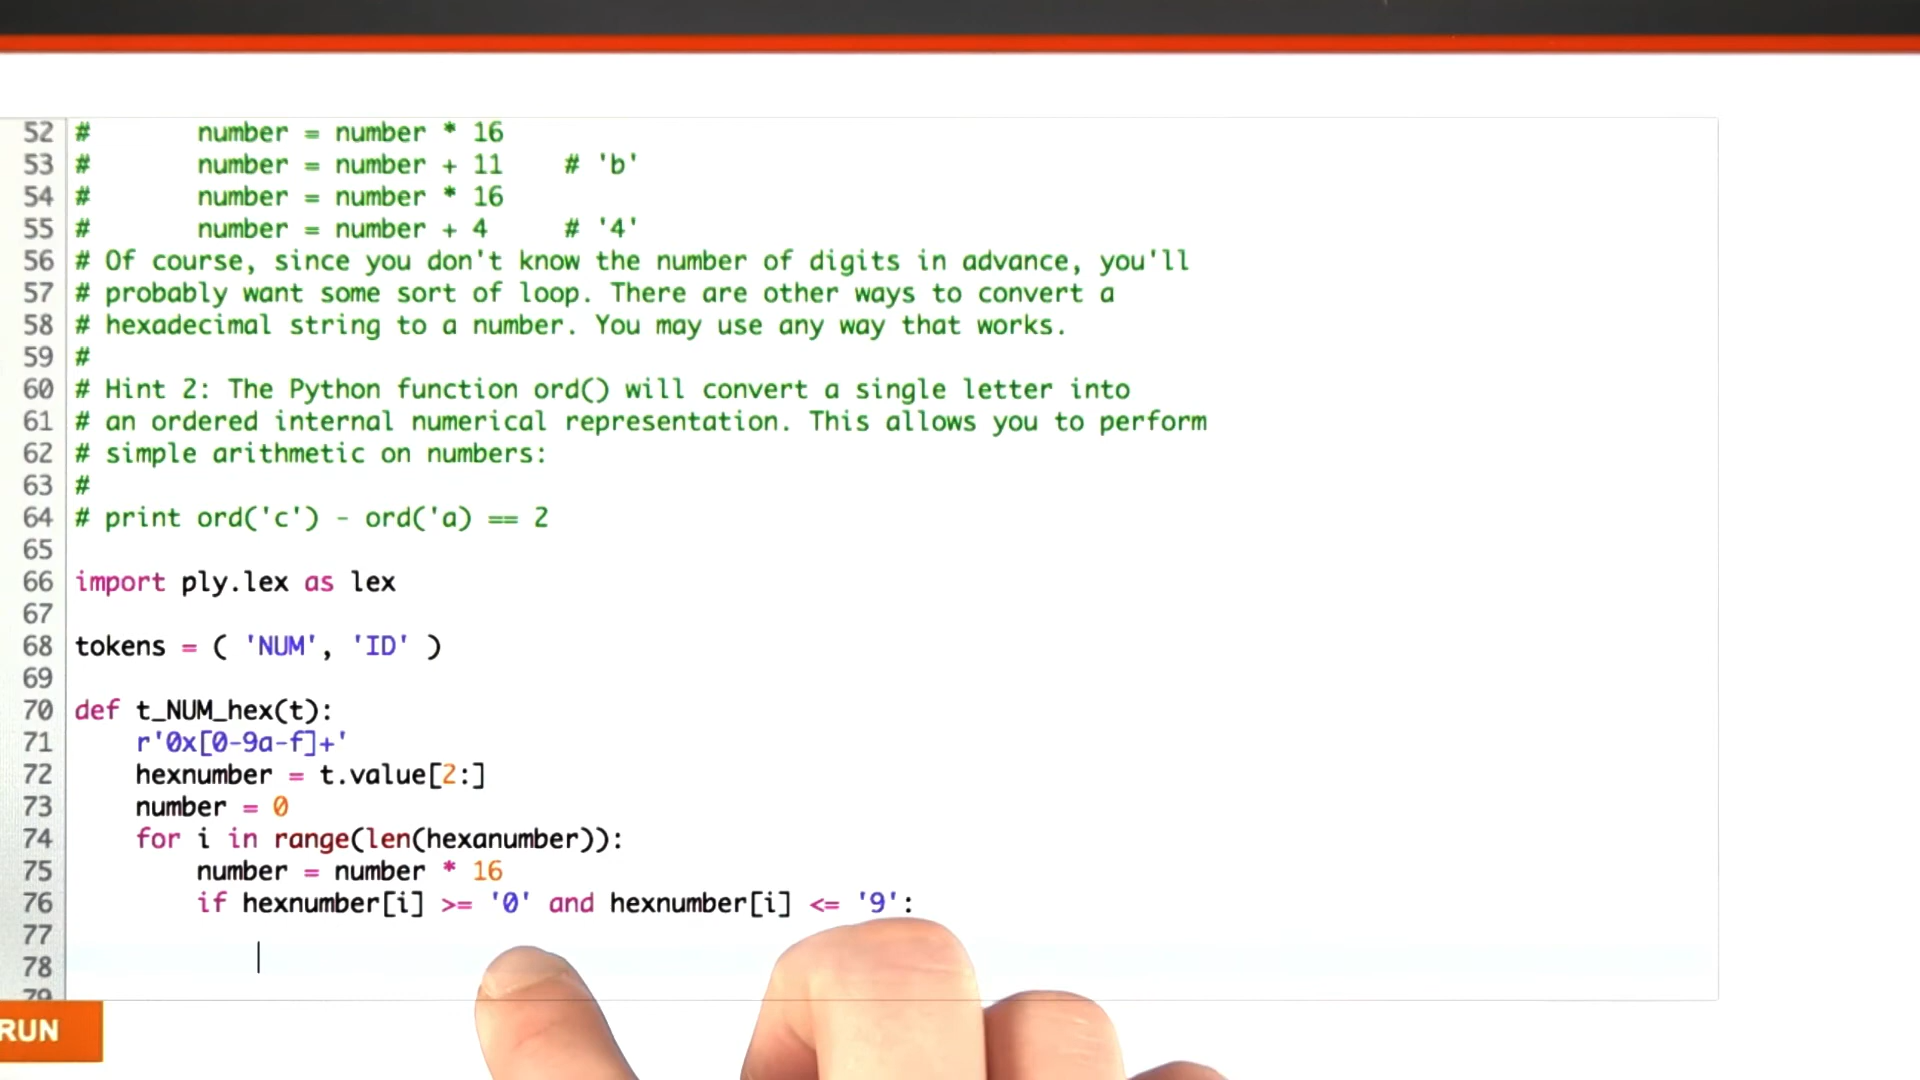 52 #       number = number * 16
53 #       number = number + 11    # 'b'
54 #       number = number * 16
55 #       number = number + 4     # '4'
56 # Of course, since you don't know the number of digits in advance, you'll
57 # probably want some sort of loop. There are other ways to convert a
58 # hexadecimal string to a number. You may use any way that works.
59 #
60 # Hint 2: The Python function ord() will convert a single letter into
61 # an ordered internal numerical representation. This allows you to perform
62 # simple arithmetic on numbers:
63 #
64 # print ord('c') - ord('a) == 2
65
66 import ply.lex as lex
67
68 tokens = ( 'NUM', 'ID' )
69
70 def t_NUM_hex(t):
71     r'0x[0-9a-f]+'
72     hexnumber = t.value[2:]
73     number = 0
74     for i in range(len(hexanumber)):
75         number = number * 16
76         if hexnumber[i] >= '0' and hexnumber[i] <= '9':
77
78
79
RUN